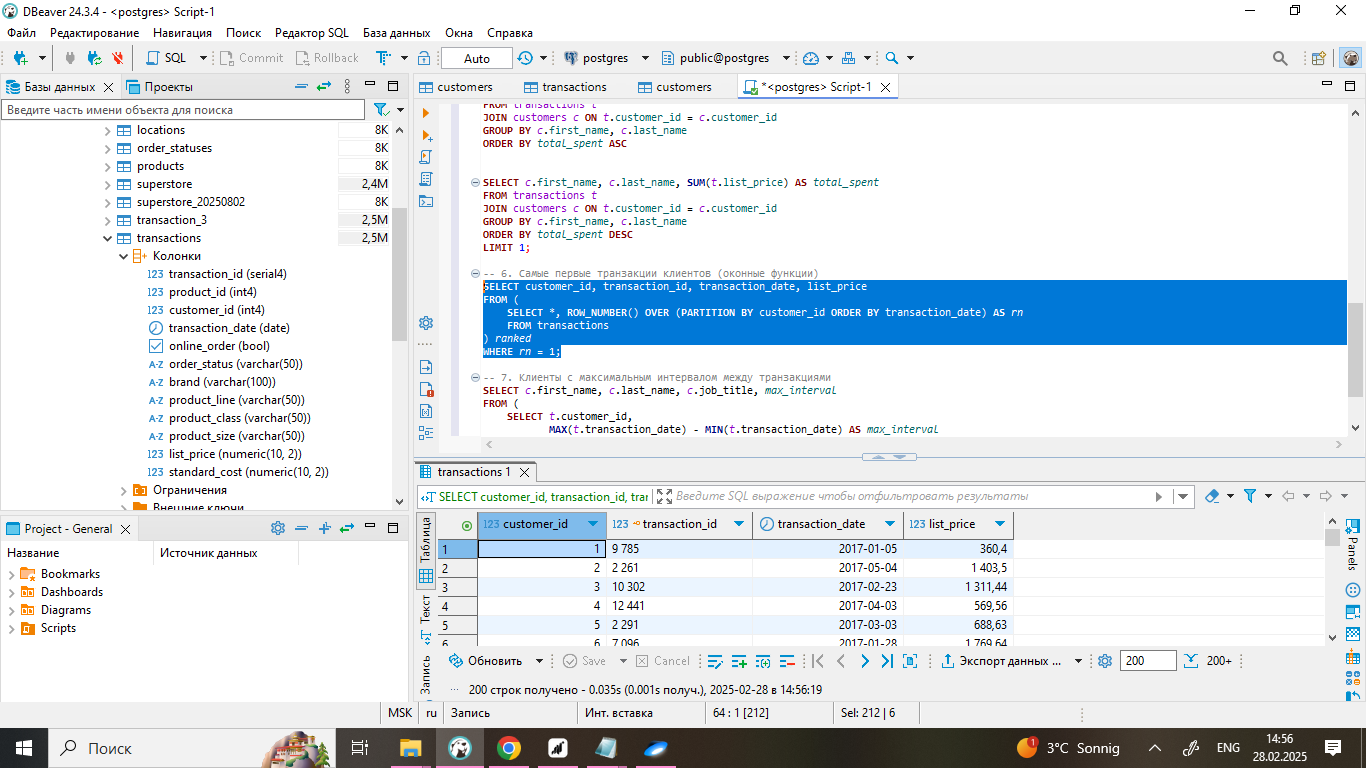 DBeaver 24.3.4 - <postgres> Script-1
Файл Редактирование Навигация Поиск Редактор SQL База данных Окна Справка
SQL Commit Rollback Auto postgres public@postgres
Базы данных Проекты
Введите часть имени объекта для поиска
locations 8K
order_statuses 8K
products 8K
superstore 2,4M
superstore_20250802 8K
transaction_3 2,5M
transactions 2,5M
Колонки
123 transaction_id (serial4)
123 product_id (int4)
123 customer_id (int4)
transaction_date (date)
online_order (bool)
A-Z order_status (varchar(50))
A-Z brand (varchar(100))
A-Z product_line (varchar(50))
A-Z product_class (varchar(50))
A-Z product_size (varchar(50))
123 list_price (numeric(10, 2))
123 standard_cost (numeric(10, 2))
Ограничения
Внешние ключи
Project - General
Название Источник данных
Bookmarks
Dashboards
Diagrams
Scripts
customers transactions customers *<postgres> Script-1
FROM transactions t
JOIN customers c ON t.customer_id = c.customer_id
GROUP BY c.first_name, c.last_name
ORDER BY total_spent ASC
SELECT c.first_name, c.last_name, SUM(t.list_price) AS total_spent
FROM transactions t
JOIN customers c ON t.customer_id = c.customer_id
GROUP BY c.first_name, c.last_name
ORDER BY total_spent DESC
LIMIT 1;
-- 6. Самые первые транзакции клиентов (оконные функции)
SELECT customer_id, transaction_id, transaction_date, list_price
FROM (
SELECT *, ROW_NUMBER() OVER (PARTITION BY customer_id ORDER BY transaction_date) AS rn
FROM transactions
) ranked
WHERE rn = 1;
-- 7. Клиенты с максимальным интервалом между транзакциями
SELECT c.first_name, c.last_name, c.job_title, max_interval
FROM (
SELECT t.customer_id,
MAX(t.transaction_date) - MIN(t.transaction_date) AS max_interval
transactions 1
SELECT customer_id, transaction_id, trar Введите SQL выражение чтобы отфильтровать результаты
Таблица
Текст
Запись
123 customer_id 123 transaction_id transaction_date 123 list_price
1 1 9 785 2017-01-05 360,4
2 2 2 261 2017-05-04 1 403,5
3 3 10 302 2017-02-23 1 311,44
4 4 12 441 2017-04-03 569,56
5 5 2 291 2017-03-03 688,63
6 6 7 096 2017-01-28 1 769,64
Panels
Обновить Save Cancel Экспорт данных ... 200 200+
200 строк получено - 0.035s (0.001s получ.), 2025-02-28 в 14:56:19
MSK ru Запись Инт. вставка 64 : 1 [212] Sel: 212 | 6
Поиск
1 3°C Sonnig ENG
14:56
28.02.2025